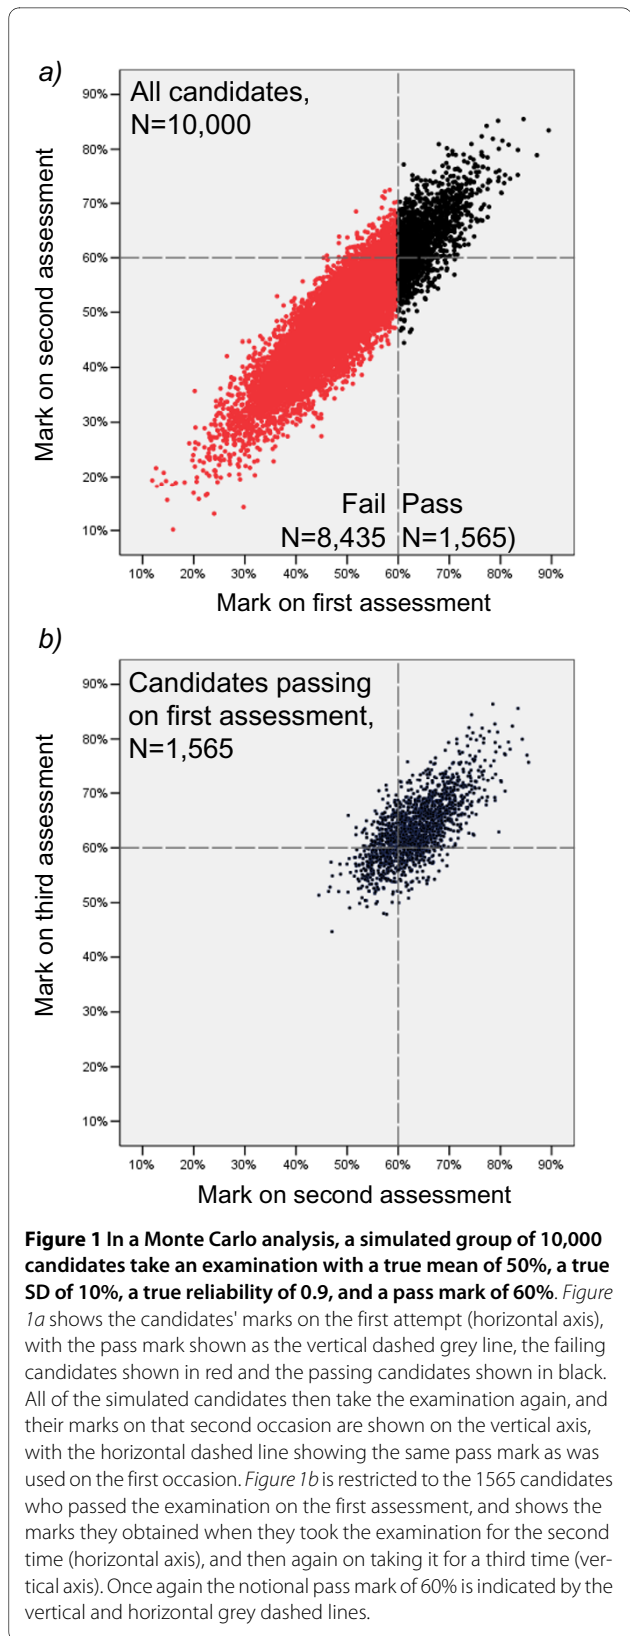 a)
All candidates,
N=10,000
90%
80%
70%
60%
50%
40%
30%
20%
10%
Mark on second assessment
Fail Pass
N=8,435 N=1,565)
10% 20% 30% 40% 50% 60% 70% 80% 90%
Mark on first assessment
b)
Candidates passing
on first assessment,
N=1,565
90%
80%
70%
60%
50%
40%
30%
20%
10%
Mark on third assessment
10% 20% 30% 40% 50% 60% 70% 80% 90%
Mark on second assessment
Figure 1 In a Monte Carlo analysis, a simulated group of 10,000
candidates take an examination with a true mean of 50%, a true
SD of 10%, a true reliability of 0.9, and a pass mark of 60%. Figure
1a shows the candidates' marks on the first attempt (horizontal axis),
with the pass mark shown as the vertical dashed grey line, the failing
candidates shown in red and the passing candidates shown in black.
All of the simulated candidates then take the examination again, and
their marks on that second occasion are shown on the vertical axis,
with the horizontal dashed line showing the same pass mark as was
used on the first occasion. Figure 1b is restricted to the 1565 candidates
who passed the examination on the first assessment, and shows the
marks they obtained when they took the examination for the second
time (horizontal axis), and then again on taking it for a third time (ver-
tical axis). Once again the notional pass mark of 60% is indicated by the
vertical and horizontal grey dashed lines.